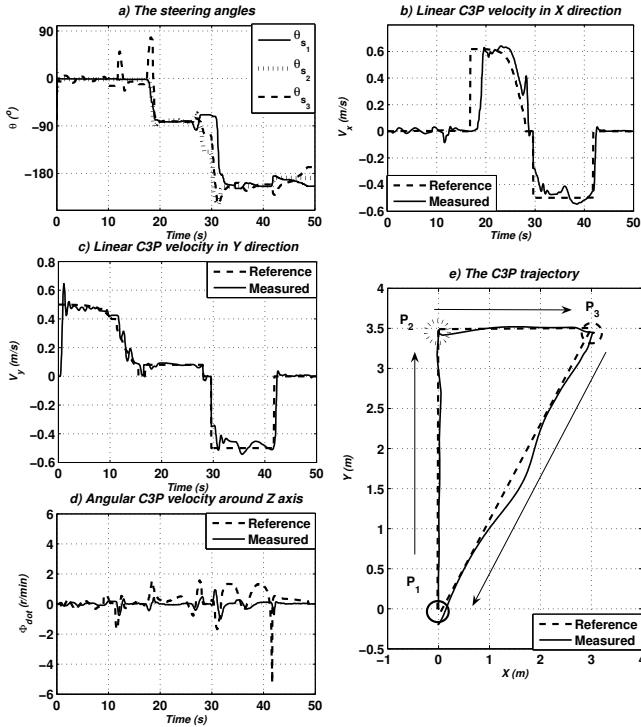 a) The steering angles
90
0
−90
−180
θ (º)
θs1
θs2
θs3
0 10 20 30 40 50
Time (s)
b) Linear C3P velocity in X direction
0.6
0.4
0.2
0
−0.2
−0.4
−0.6
Vx (m/s)
Reference
Measured
0 10 20 30 40 50
Time (s)
c) Linear C3P velocity in Y direction
0.8
0.6
0.4
0.2
0
−0.2
−0.4
−0.6
Vy (m/s)
Reference
Measured
0 10 20 30 40 50
Time (s)
d) Angular C3P velocity around Z axis
6
4
2
0
−2
−4
−6
Φdot (r/min)
Reference
Measured
0 10 20 30 40 50
Time (s)
e) The C3P trajectory
4
3.5
3
2.5
2
1.5
1
0.5
0
−0.5
Y (m)
P2
P3
P1
Reference
Measured
−1 0 1 2 3 4
X (m)